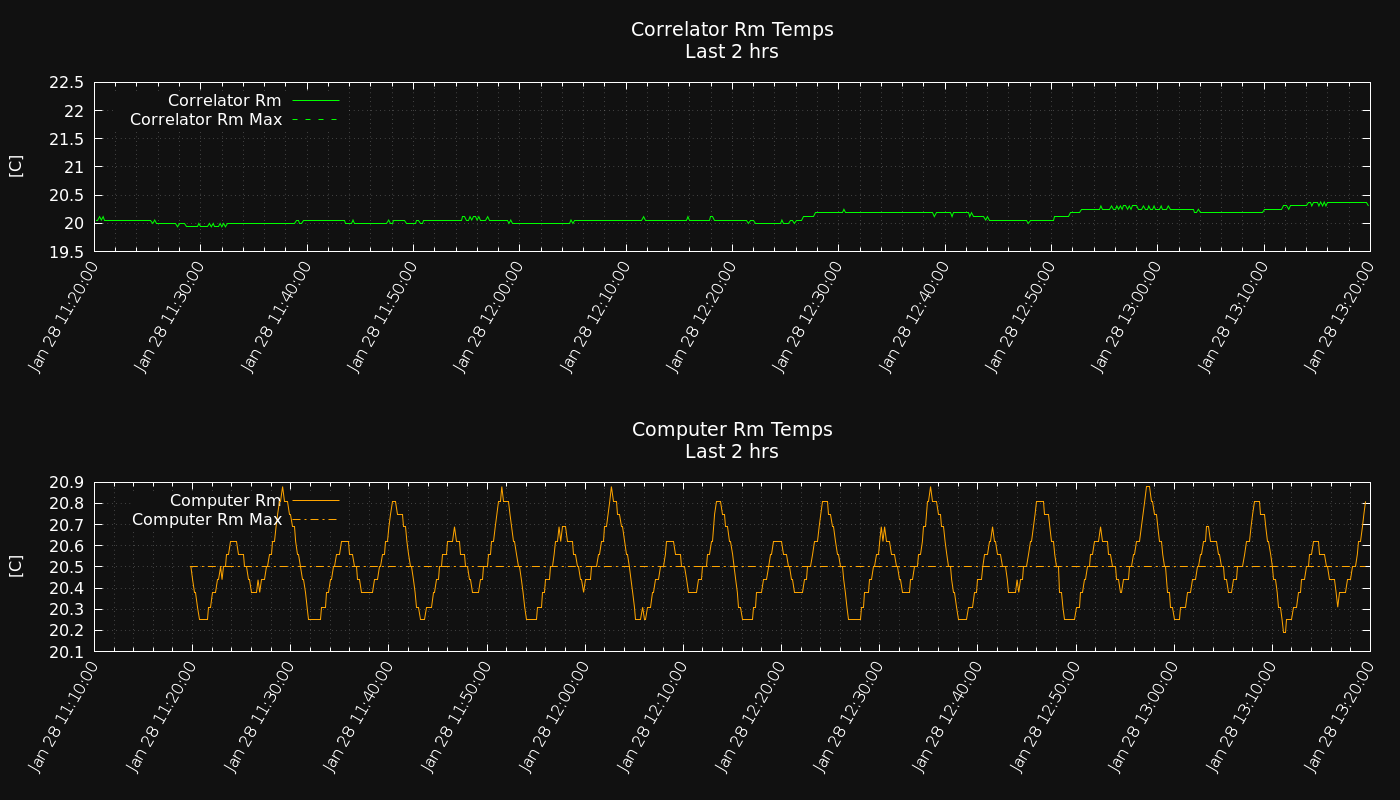 Correlator Rm Temps
Last 2 hrs
22.5
22
21.5
21
20.5
20
19.5
[C]
Correlator Rm
Correlator Rm Max
Jan 28 11:20:00
Jan 28 11:30:00
Jan 28 11:40:00
Jan 28 11:50:00
Jan 28 12:00:00
Jan 28 12:10:00
Jan 28 12:20:00
Jan 28 12:30:00
Jan 28 12:40:00
Jan 28 12:50:00
Jan 28 13:00:00
Jan 28 13:10:00
Jan 28 13:20:00
Computer Rm Temps
Last 2 hrs
20.9
20.8
20.7
20.6
20.5
20.4
20.3
20.2
20.1
[C]
Computer Rm
Computer Rm Max
Jan 28 11:10:00
Jan 28 11:20:00
Jan 28 11:30:00
Jan 28 11:40:00
Jan 28 11:50:00
Jan 28 12:00:00
Jan 28 12:10:00
Jan 28 12:20:00
Jan 28 12:30:00
Jan 28 12:40:00
Jan 28 12:50:00
Jan 28 13:00:00
Jan 28 13:10:00
Jan 28 13:20:00